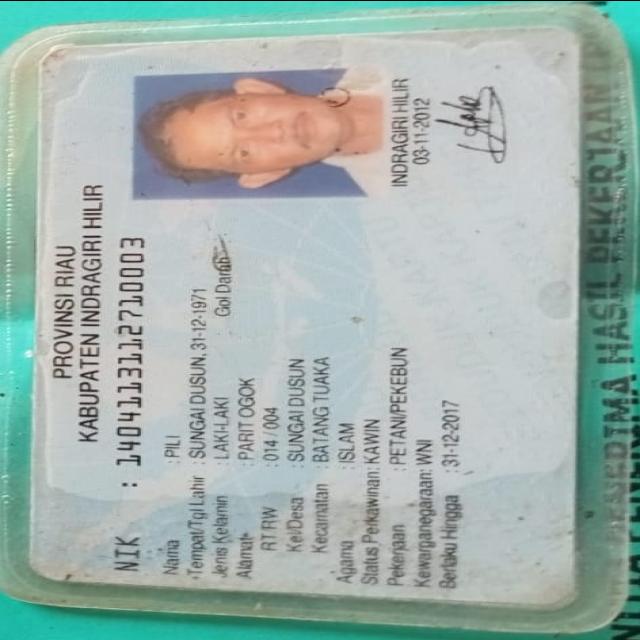 PROVINSI RIAU
KABUPATEN INDRAGIRI HILIR
NIK : 1404113112710003
Nama : PILI
Tempat/Tgl Lahir : SUNGAI DUSUN, 31-12-1971
Jenis Kelamin : LAKI-LAKI Gol Darah
Alamat : PARIT OGOK
RT/RW : 014 / 004
Kel/Desa : SUNGAI DUSUN
Kecamatan : BATANG TUAKA
Agama : ISLAM
Status Perkawinan: KAWIN
Pekerjaan : PETANI/PEKEBUN
Kewarganegaraan: WNI
Berlaku Hingga : 31-12-2017
INDRAGIRI HILIR
03-11-2012
MENERIMA HASIL PEKERJAAN